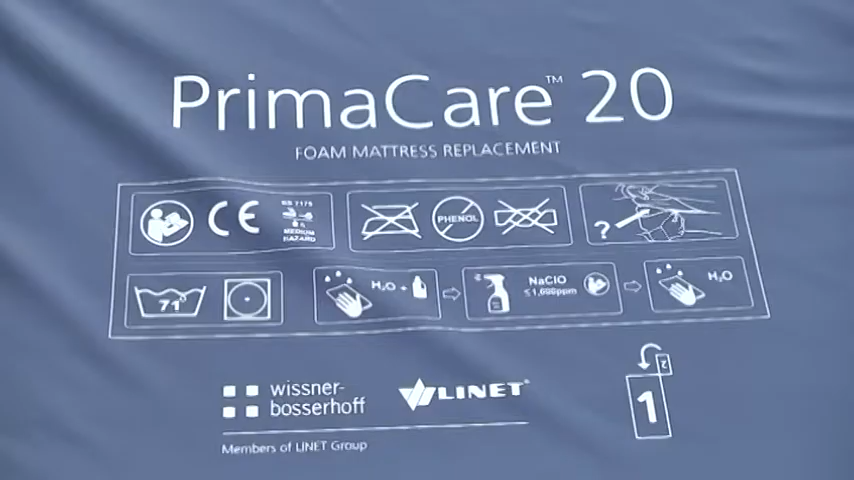 PrimaCare™ 20
FOAM MATTRESS REPLACEMENT
CE
BS 7175
MEDIUM
HAZARD
PHENOL
?
71°
H₂O +
NaClO
≤1,000ppm
H₂O
wissner-
bosserhoff
LINET®
Members of LINET Group
2
1